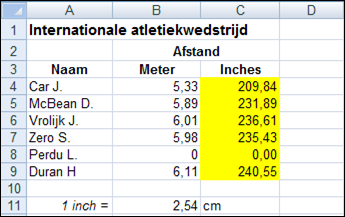 A B C D
1 Internationale atletiekwedstrijd
2 Afstand
3 Naam Meter Inches
4 Car J. 5,33 209,84
5 McBean D. 5,89 231,89
6 Vrolijk J. 6,01 236,61
7 Zero S. 5,98 235,43
8 Perdu L. 0 0,00
9 Duran H 6,11 240,55
10
11 1 inch = 2,54 cm